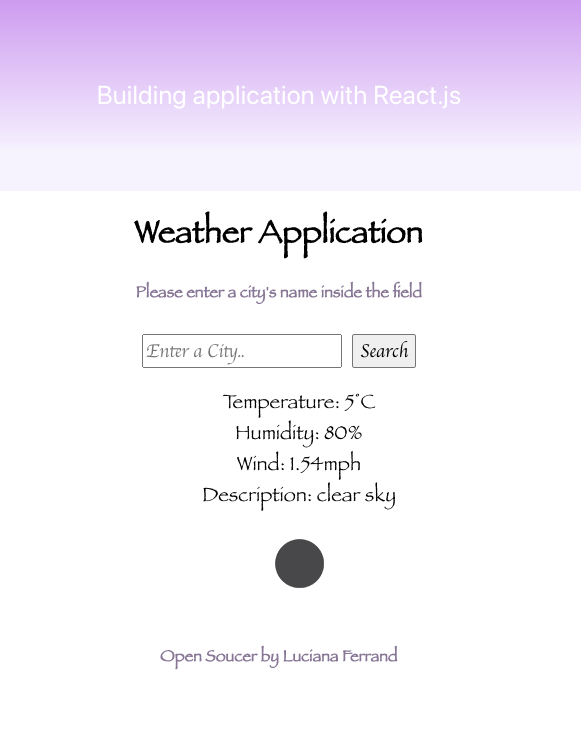 Building application with React.js
Weather Application
Please enter a city's name inside the field
Enter a City.. Search
Temperature: 5°C
Humidity: 80%
Wind: 1.54mph
Description: clear sky
Open Soucer by Luciana Ferrand